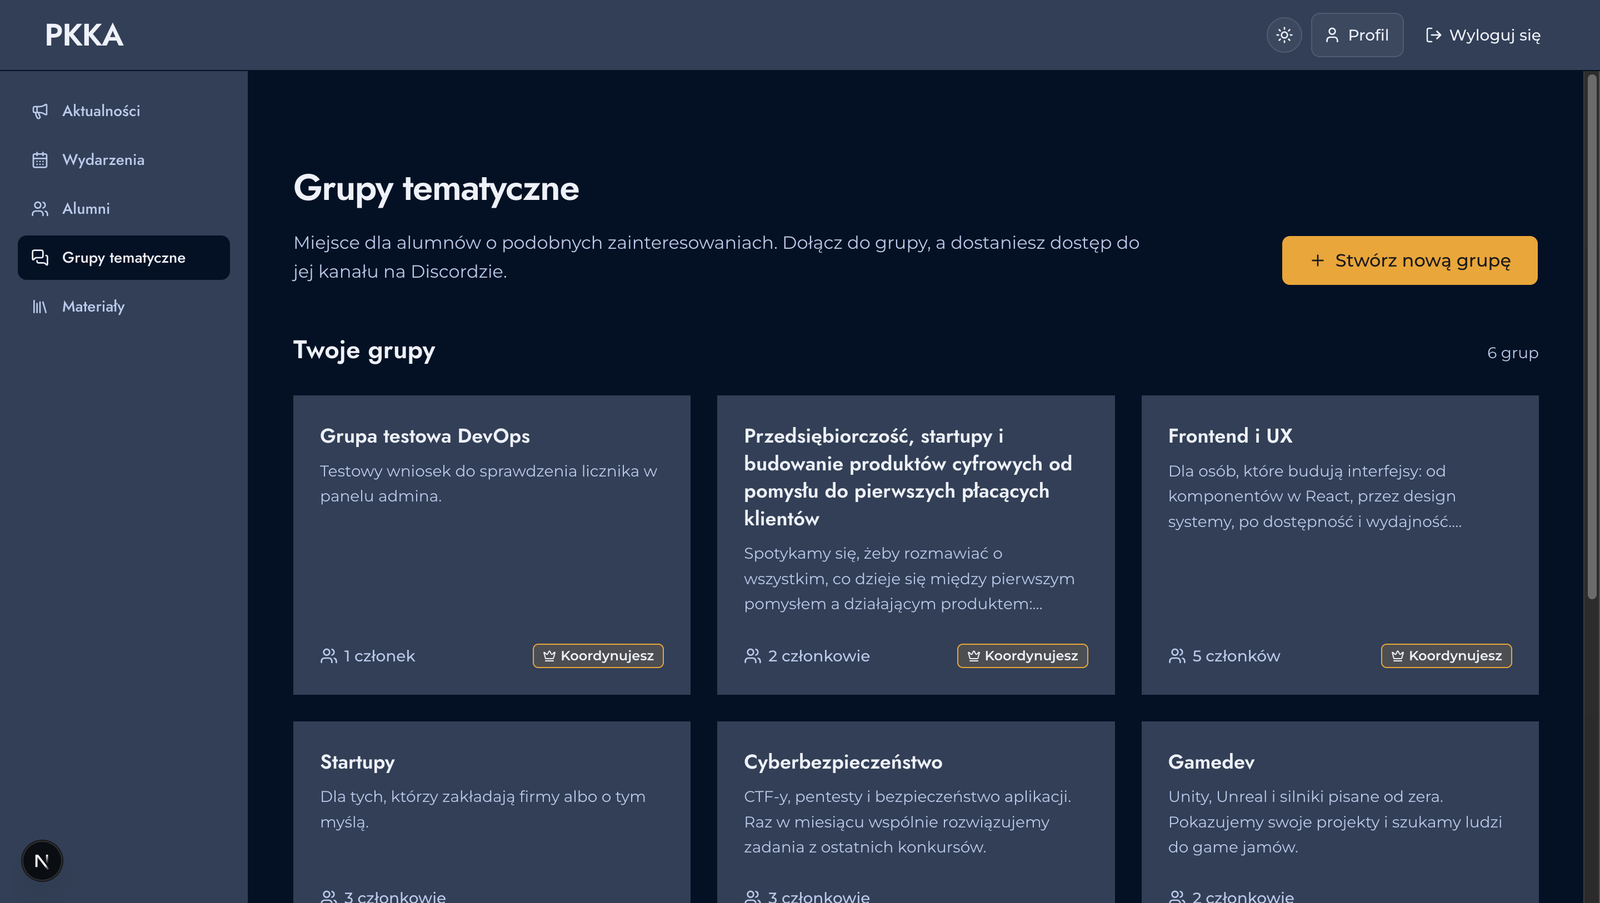 PKKA
Profil
Wyloguj się
Aktualności
Wydarzenia
Alumni
Grupy tematyczne
Materiały
Grupy tematyczne
Miejsce dla alumnów o podobnych zainteresowaniach. Dołącz do grupy, a dostaniesz dostęp do
jej kanału na Discordzie.
+ Stwórz nową grupę
Twoje grupy
6 grup
Grupa testowa DevOps
Testowy wniosek do sprawdzenia licznika w
panelu admina.
1 członek
Koordynujesz
Przedsiębiorczość, startupy i
budowanie produktów cyfrowych od
pomysłu do pierwszych płacących
klientów
Spotykamy się, żeby rozmawiać o
wszystkim, co dzieje się między pierwszym
pomysłem a działającym produktem:...
2 członkowie
Koordynujesz
Frontend i UX
Dla osób, które budują interfejsy: od
komponentów w React, przez design
systemy, po dostępność i wydajność....
5 członków
Koordynujesz
Startupy
Dla tych, którzy zakładają firmy albo o tym
myślą.
3 członkowie
Cyberbezpieczeństwo
CTF-y, pentesty i bezpieczeństwo aplikacji.
Raz w miesiącu wspólnie rozwiązujemy
zadania z ostatnich konkursów.
3 członkowie
Gamedev
Unity, Unreal i silniki pisane od zera.
Pokazujemy swoje projekty i szukamy ludzi
do game jamów.
2 członkowie
N